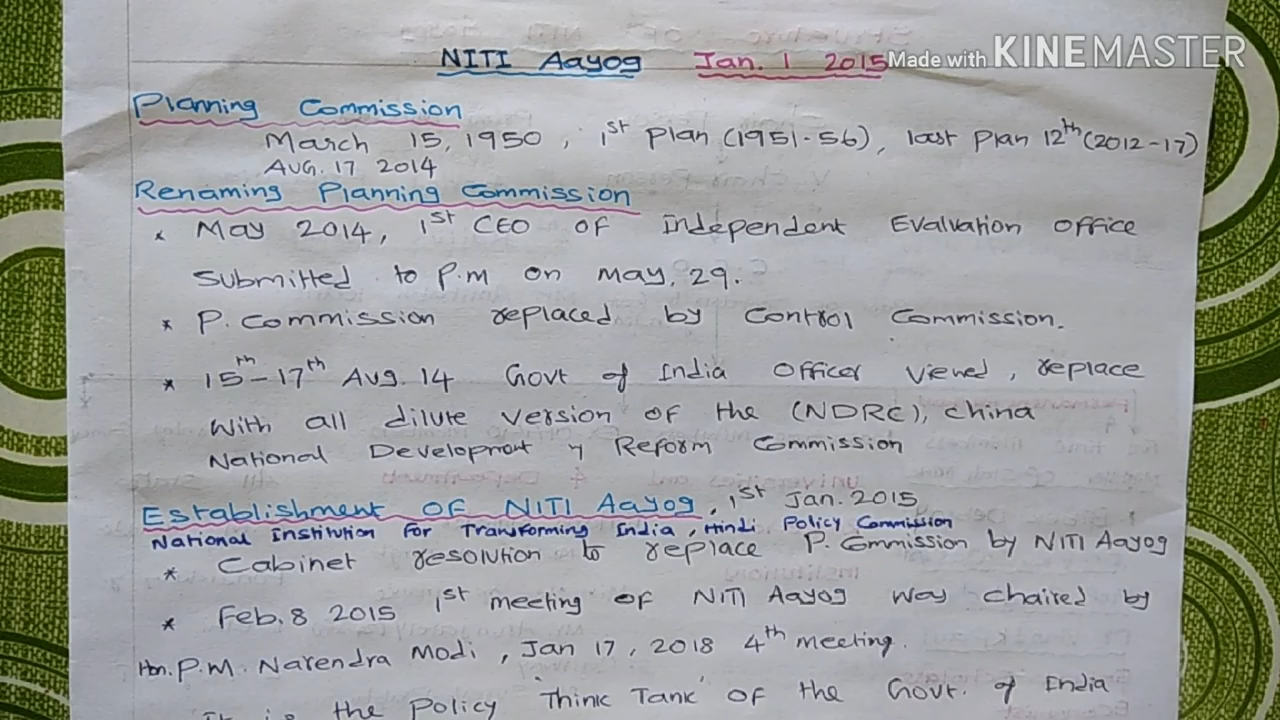 NITI Aayog Jan. 1 2015
Made with KINEMASTER
Planning Commission
March 15, 1950, 1st Plan (1951-56), last Plan 12th (2012-17)
AUG. 17 2014
Renaming Planning Commission
* May 2014, 1st CEO OF Independent Evaluation office
Submitted to P.M on May, 29.
* P. Commission replaced by Control Commission.
* 15th-17th Aug. 14 Govt of India Officer Viewed, replace
With all dilute version of the (NDRC), China
National Development & Reform Commission
Establishment OF NITI Aayog, 1st Jan. 2015
National Institution for Transforming India, Hindi Policy Commission
* Cabinet resolution to replace P. Commission by NITI Aayog
* Feb. 8 2015 1st meeting of NITI Aayog was chaired by
Hon. P.M. Narendra Modi, Jan 17, 2018 4th meeting.
It is the Policy 'Think Tank' of the Govt. of India